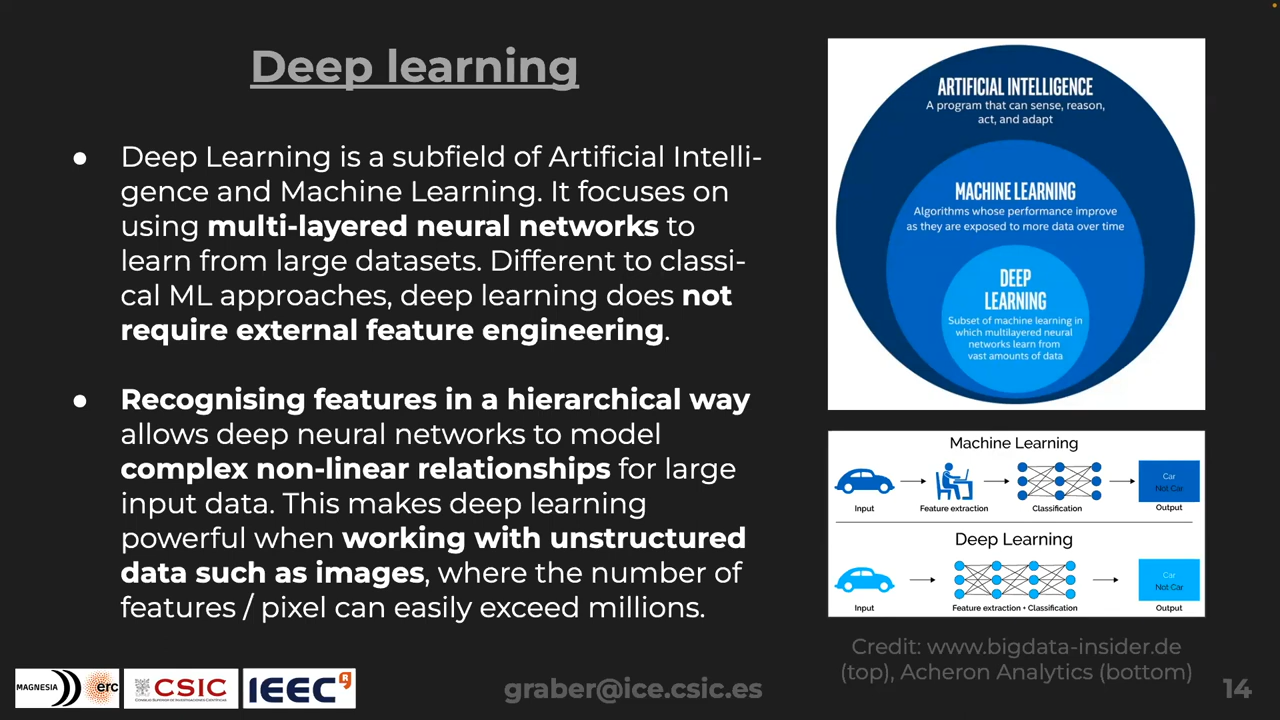 Deep learning
● Deep Learning is a subfield of Artificial Intelli-
gence and Machine Learning. It focuses on
using multi-layered neural networks to
learn from large datasets. Different to classi-
cal ML approaches, deep learning does not
require external feature engineering.
● Recognising features in a hierarchical way
allows deep neural networks to model
complex non-linear relationships for large
input data. This makes deep learning
powerful when working with unstructured
data such as images, where the number of
features / pixel can easily exceed millions.
ARTIFICIAL INTELLIGENCE
A program that can sense, reason,
act, and adapt
MACHINE LEARNING
Algorithms whose performance improve
as they are exposed to more data over time
DEEP
LEARNING
Subset of machine learning in
which multilayered neural
networks learn from
vast amounts of data
Machine Learning
Car
Not Car
Input Feature extraction Classification Output
Deep Learning
Car
Not Car
Input Feature extraction + Classification Output
Credit: www.bigdata-insider.de
(top), Acheron Analytics (bottom)
MAGNESIA erc
CSIC
CONSEJO SUPERIOR DE INVESTIGACIONES CIENTÍFICAS
IEEC R
graber@ice.csic.es
14